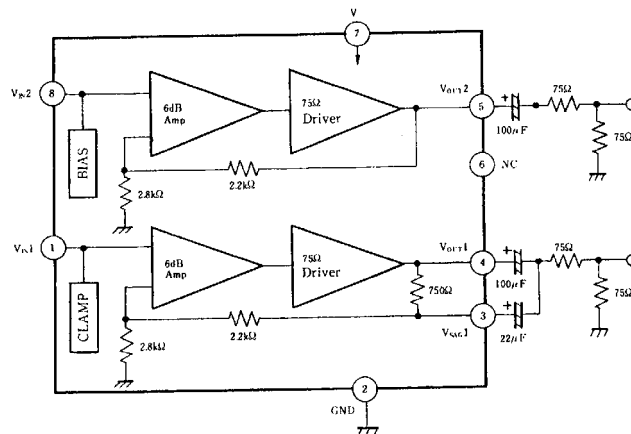 V
7
8
VIN2
6dB
Amp
75Ω
Driver
VOUT2
5
+
100μF
75Ω
75Ω
BIAS
6
NC
2.8kΩ
2.2kΩ
1
VIN1
6dB
Amp
75Ω
Driver
VOUT1
4
+
100μF
75Ω
75Ω
CLAMP
750Ω
3
VSAG1
+
22μF
2.8kΩ
2.2kΩ
2
GND